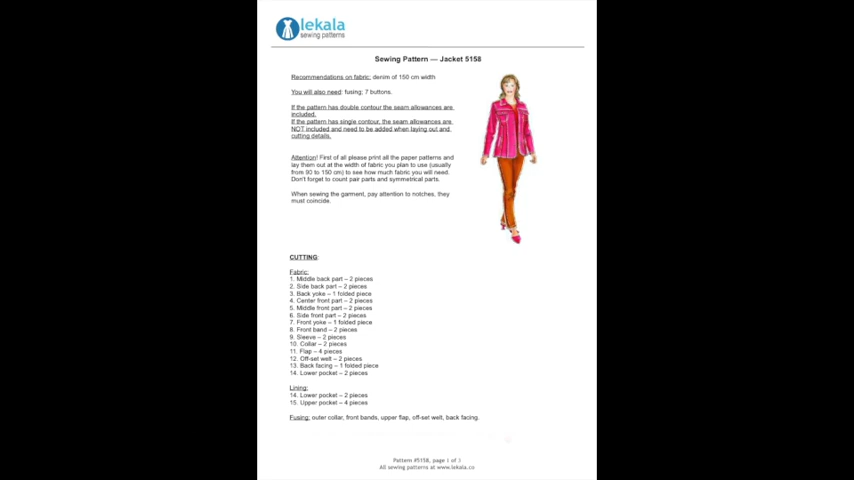 lekala
sewing patterns
Sewing Pattern — Jacket 5158
Recommendations on fabric: denim of 150 cm width
You will also need: fusing; 7 buttons.
If the pattern has double contour the seam allowances are
included.
If the pattern has single contour, the seam allowances are
NOT included and need to be added when laying out and
cutting details.
Attention! First of all please print all the paper patterns and
lay them out at the width of fabric you plan to use (usually
from 90 to 150 cm) to see how much fabric you will need.
Don't forget to count pair parts and symmetrical parts.
When sewing the garment, pay attention to notches, they
must coincide.
CUTTING:
Fabric:
1. Middle back part – 2 pieces
2. Side back part – 2 pieces
3. Back yoke – 1 folded piece
4. Center front part – 2 pieces
5. Middle front part – 2 pieces
6. Side front part – 2 pieces
7. Front yoke – 1 folded piece
8. Front band – 2 pieces
9. Sleeve – 2 pieces
10. Collar – 2 pieces
11. Flap – 4 pieces
12. Off-set welt – 2 pieces
13. Back facing – 1 folded piece
14. Lower pocket – 2 pieces
Lining:
14. Lower pocket – 2 pieces
15. Upper pocket – 4 pieces
Fusing: outer collar, front bands, upper flap, off-set welt, back facing.
Pattern #5158, page 1 of 3
All sewing patterns at www.lekala.co